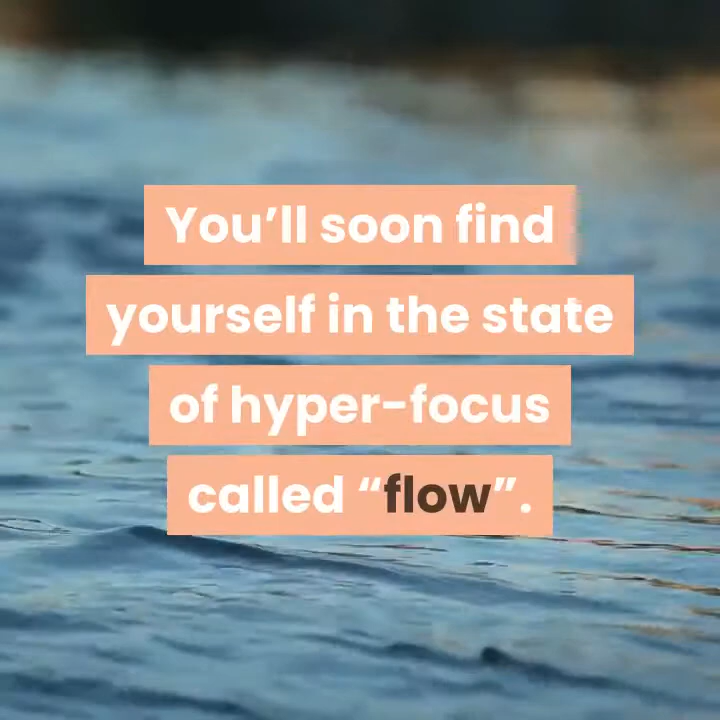 You’ll soon find
yourself in the state
of hyper-focus
called “flow”.